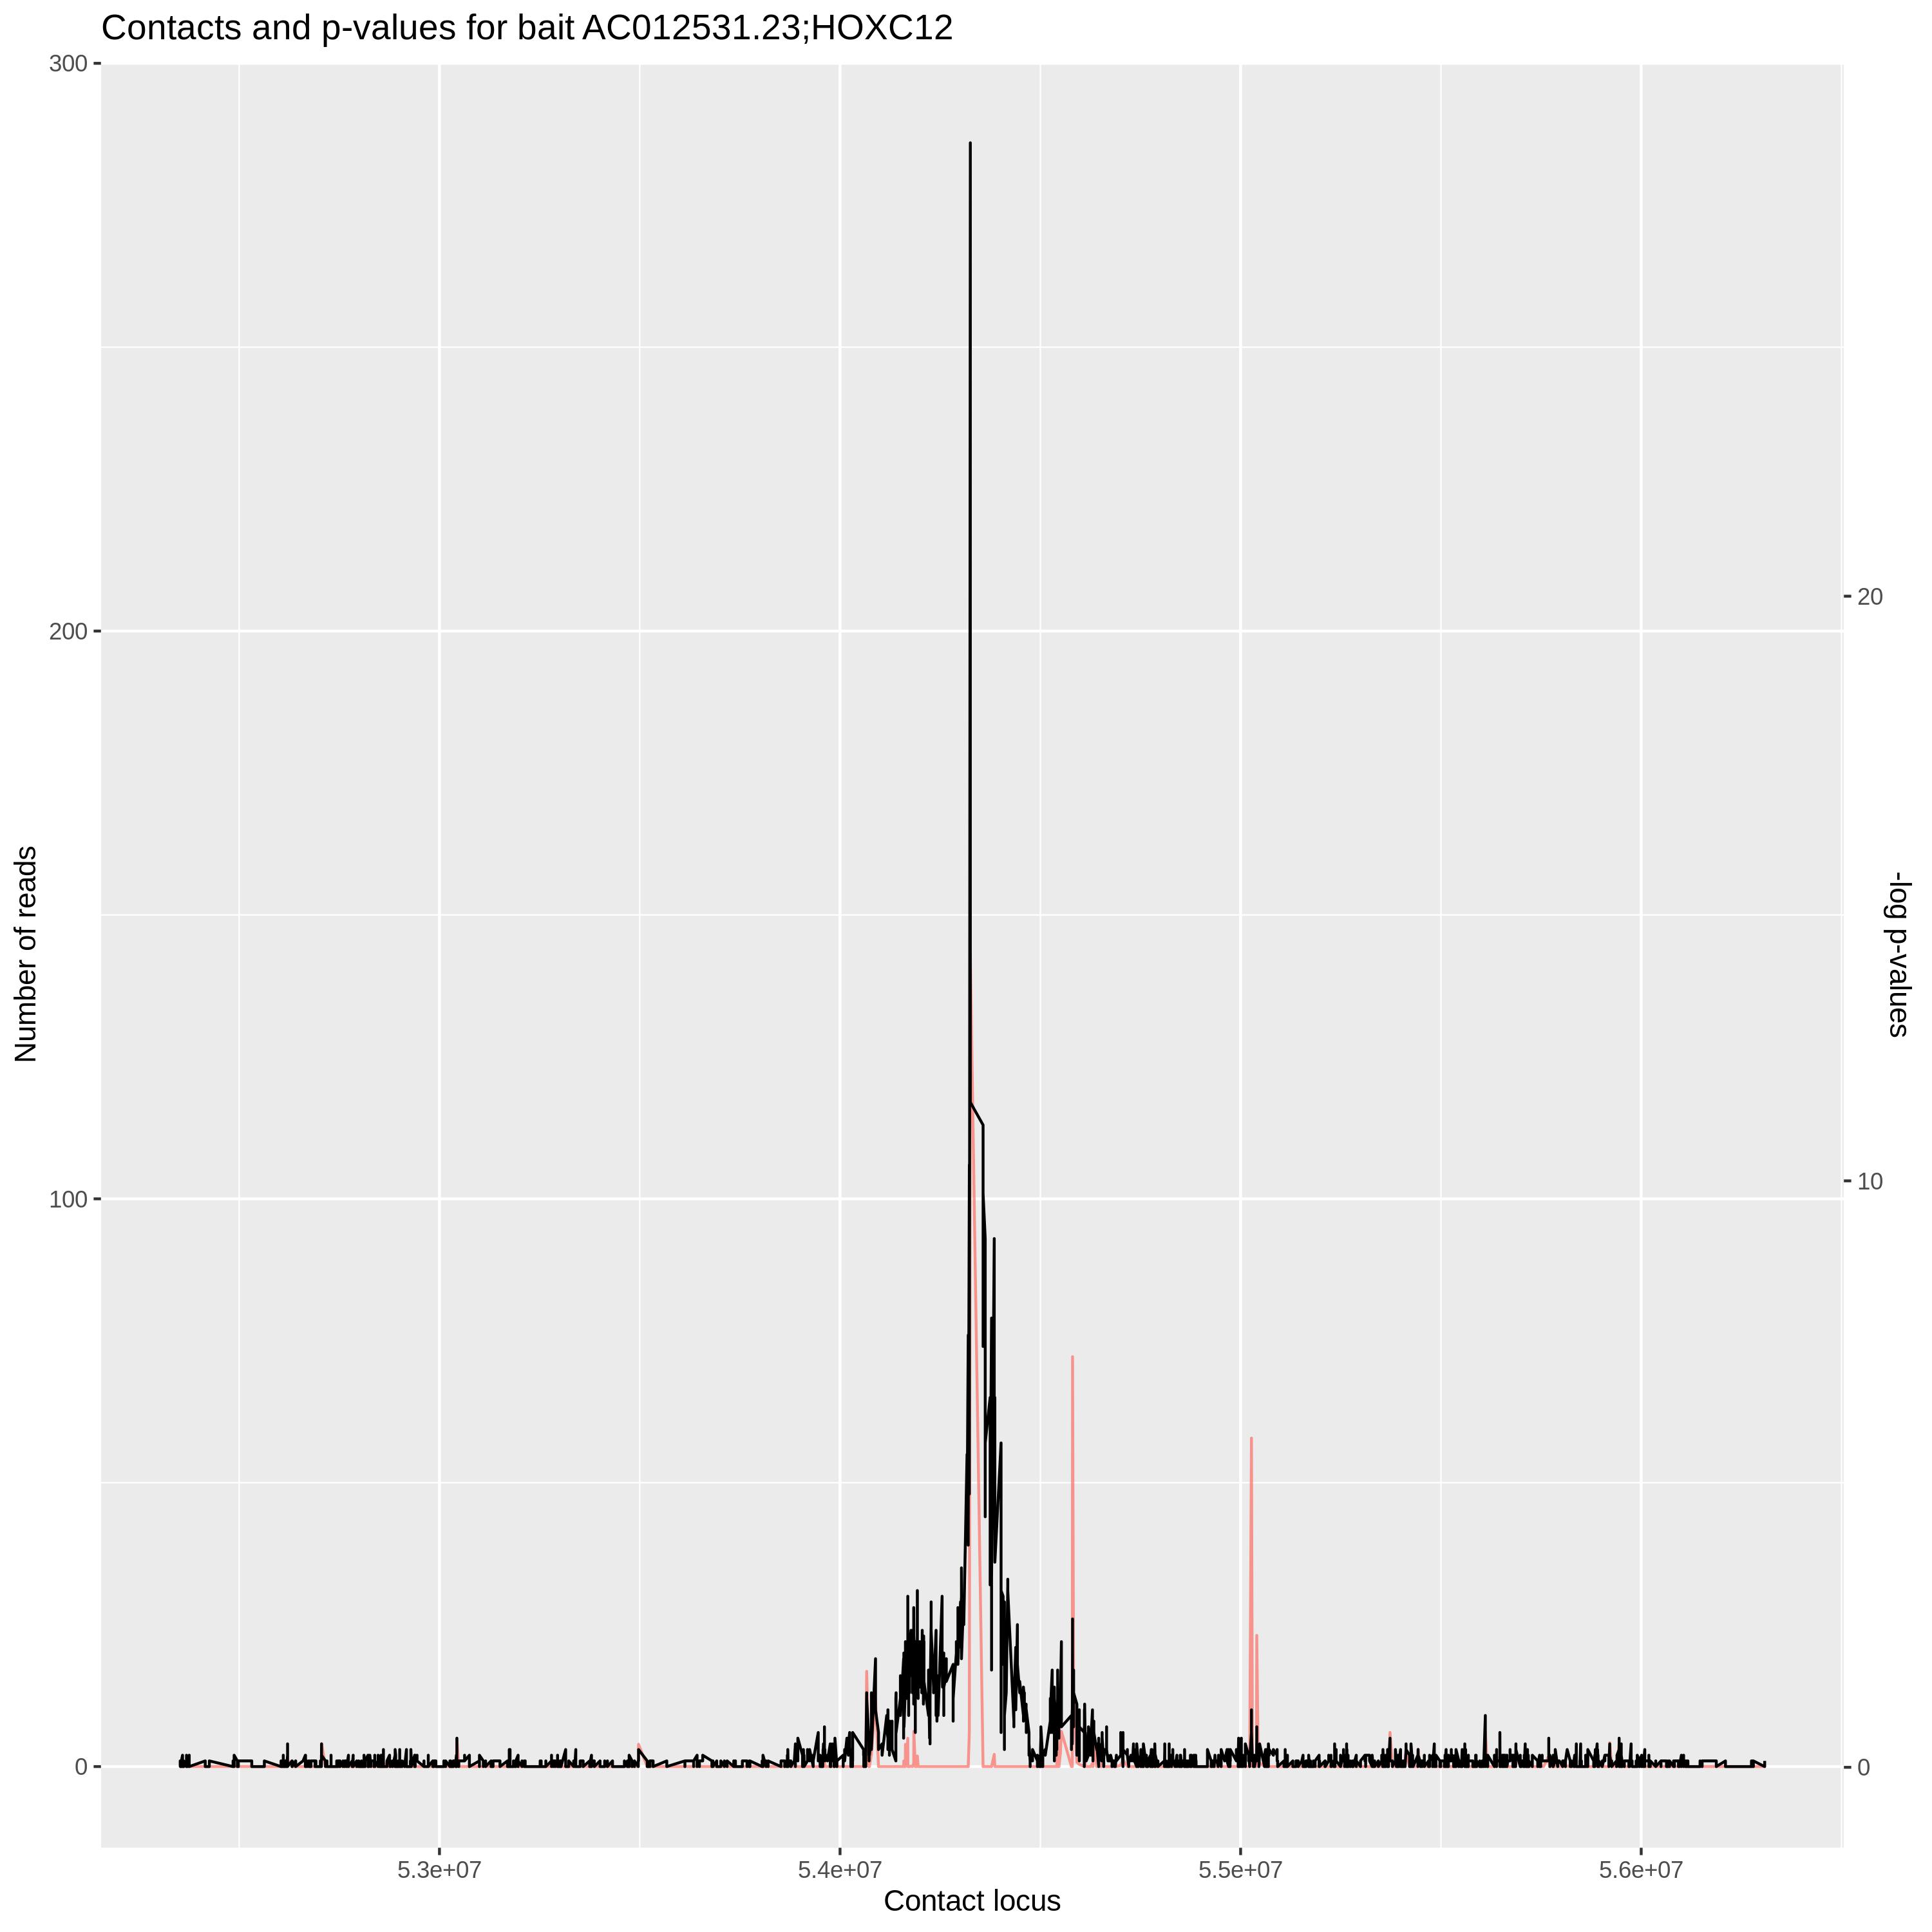 Contacts and p-values for bait AC012531.23;HOXC12
300
200
100
0
Number of reads
20
10
0
-log p-values
5.3e+07
5.4e+07
5.5e+07
5.6e+07
Contact locus